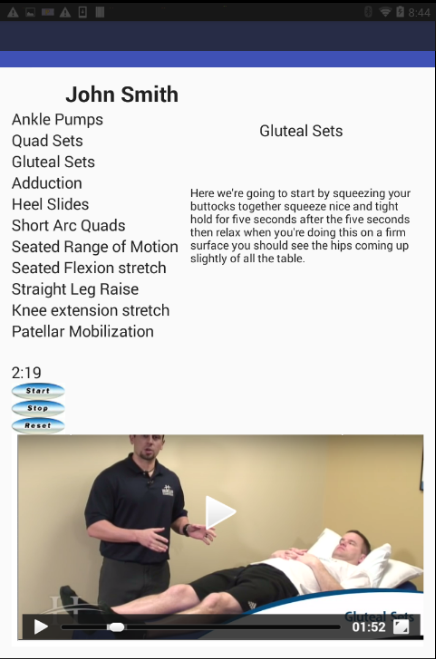 8:44
John Smith
Ankle Pumps
Quad Sets
Gluteal Sets
Adduction
Heel Slides
Short Arc Quads
Seated Range of Motion
Seated Flexion stretch
Straight Leg Raise
Knee extension stretch
Patellar Mobilization
Gluteal Sets
Here we're going to start by squeezing your
buttocks together squeeze nice and tight
hold for five seconds after the five seconds
then relax when you're doing this on a firm
surface you should see the hips coming up
slightly of all the table.
2:19
Start
Stop
Reset
Gluteal Sets
01:52